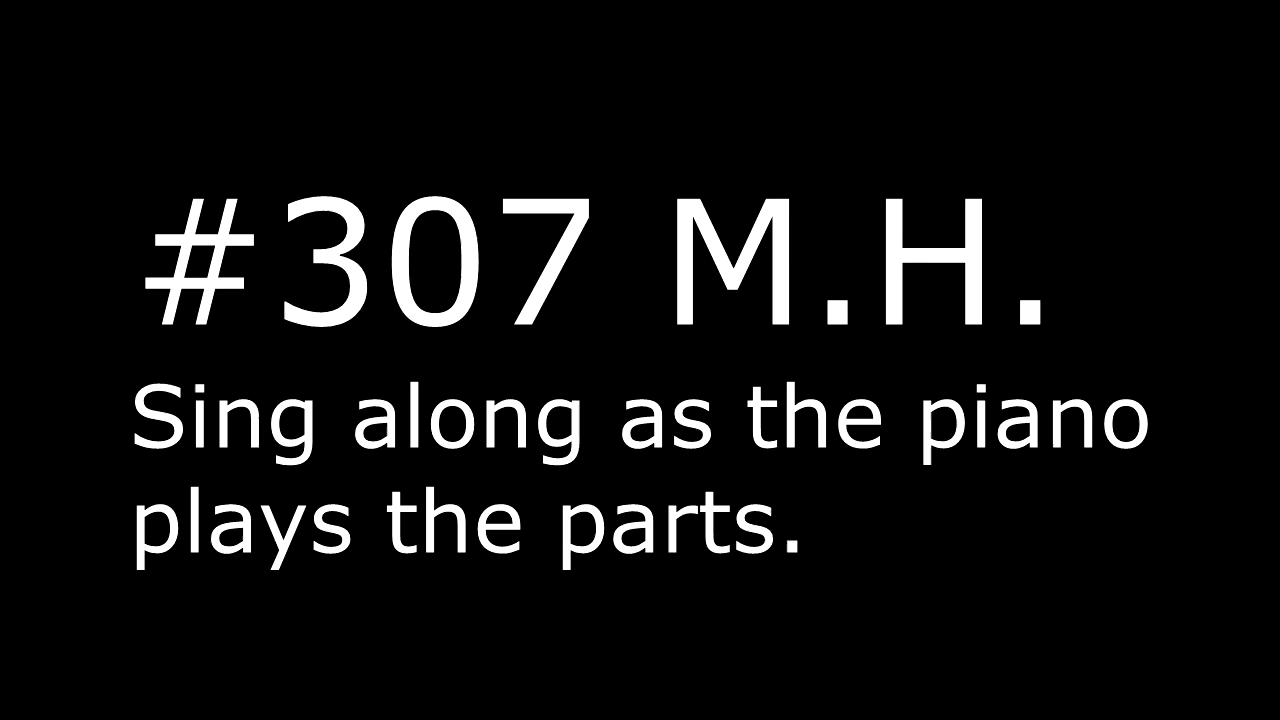 #307 M.H.
Sing along as the piano
plays the parts.